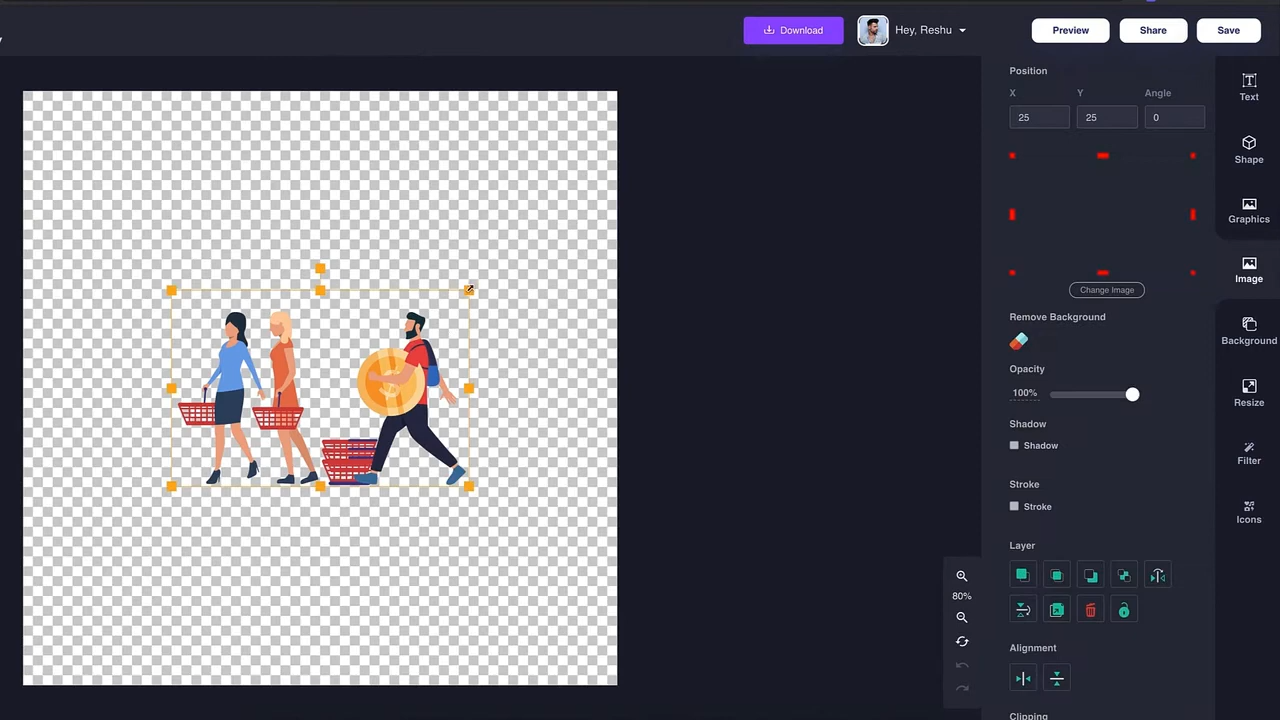 Download
Hey, Reshu
Preview
Share
Save
Position
X
Y
Angle
25
25
0
Change Image
Remove Background
Opacity
100%
Shadow
Shadow
Stroke
Stroke
Layer
Alignment
Clipping
80%
Text
Shape
Graphics
Image
Background
Resize
Filter
Icons